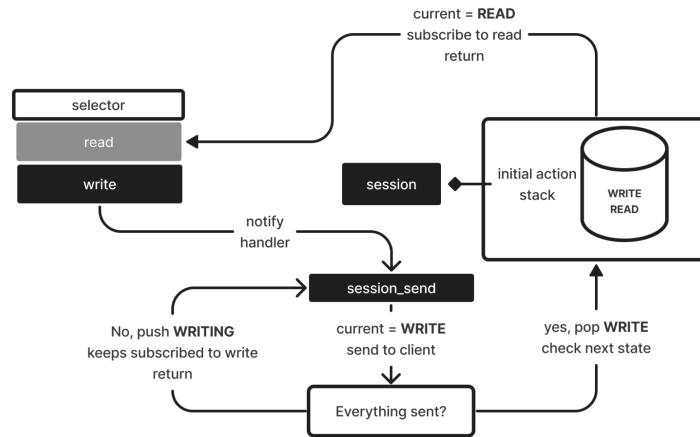 current = READ
subscribe to read
return
selector
read
write
session
initial action
stack
WRITE
READ
notify
handler
session_send
No, push WRITING
keeps subscribed to write
return
current = WRITE
send to client
yes, pop WRITE
check next state
Everything sent?